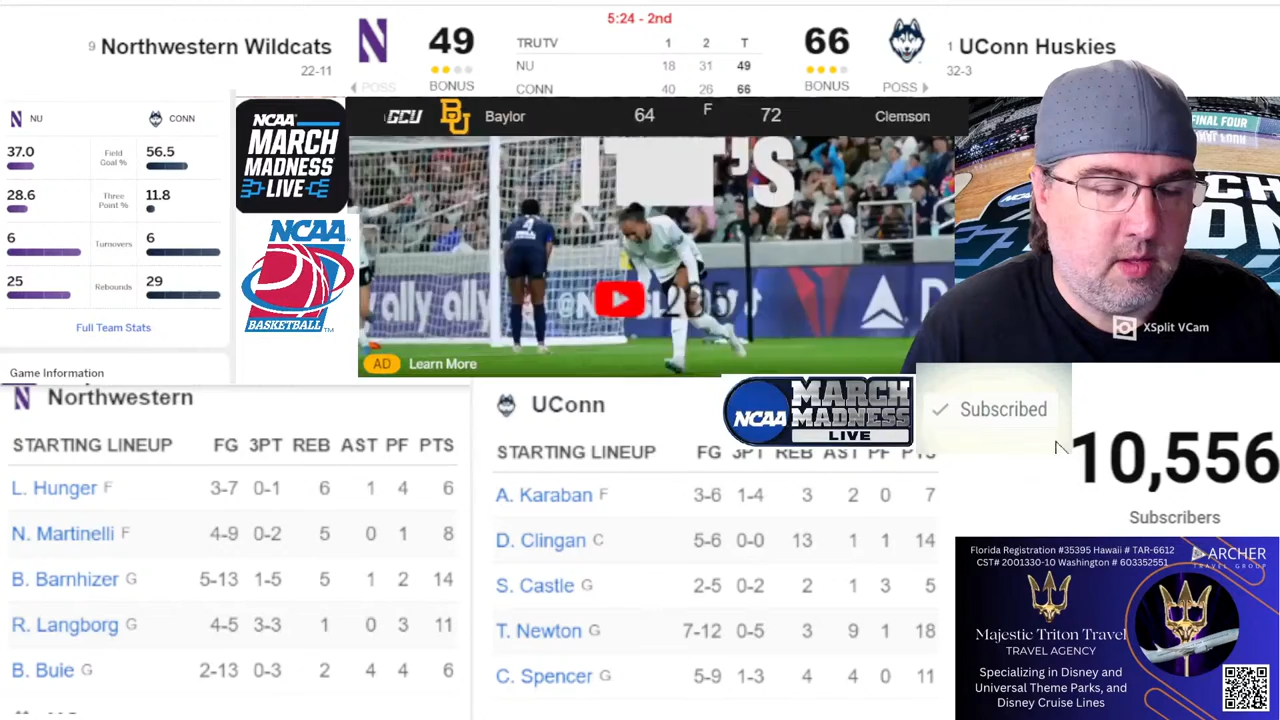 5:24 - 2nd
9 Northwestern Wildcats
22-11
N
49
BONUS
POSS
TRUTV 1 2 T
NU 18 31 49
CONN 40 26 66
66
BONUS
POSS
1 UConn Huskies
32-3
NU
CONN
37.0 Field Goal % 56.5
28.6 Three Point % 11.8
6 Turnovers 6
25 Rebounds 29
Full Team Stats
Game Information
NCAA
MARCH
MADNESS
LIVE
NCAA
BASKETBALL™
GCU BU Baylor 64 F 72 Clemson
IT'S
ally ally
AD Learn More
FINAL FOUR
XSplit VCam
N Northwestern
STARTING LINEUP FG 3PT REB AST PF PTS
L. Hunger F 3-7 0-1 6 1 4 6
N. Martinelli F 4-9 0-2 5 0 1 8
B. Barnhizer G 5-13 1-5 5 1 2 14
R. Langborg G 4-5 3-3 1 0 3 11
B. Buie G 2-13 0-3 2 4 4 6
UConn
STARTING LINEUP FG 3PT REB AST PF PTS
A. Karaban F 3-6 1-4 3 2 0 7
D. Clingan C 5-6 0-0 13 1 1 14
S. Castle G 2-5 0-2 2 1 3 5
T. Newton G 7-12 0-5 3 9 1 18
C. Spencer G 5-9 1-3 4 4 0 11
NCAA
MARCH
MADNESS
LIVE
Subscribed
10,556
Subscribers
Florida Registration #35395 Hawaii # TAR-6612
CST# 2001330-10 Washington # 603352551
ARCHER
TRAVEL GROUP
Majestic Triton Travel
TRAVEL AGENCY
Specializing in Disney and
Universal Theme Parks, and
Disney Cruise Lines